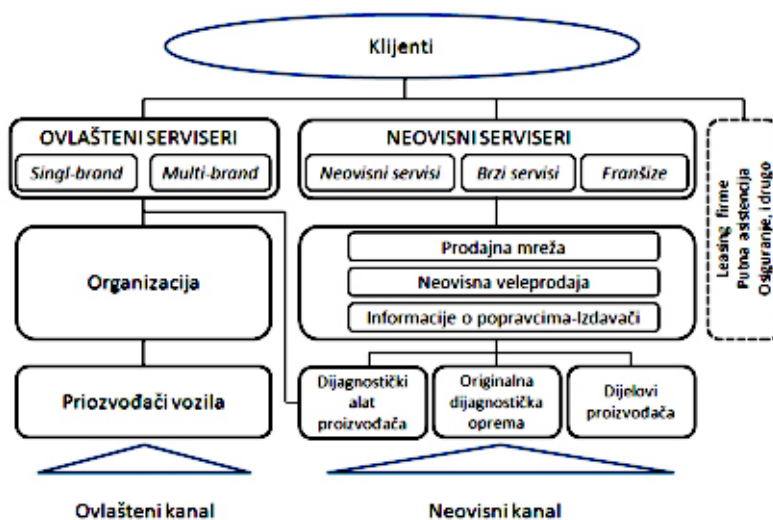 Klijenti
OVLAŠTENI SERVISERI
Singl-brand
Multi-brand
NEOVISNI SERVISERI
Neovisni servisi
Brzi servisi
Franšize
Leasing firme
Putna asistencija
Osiguranje, i drugo
Organizacija
Prodajna mreža
Neovisna veleprodaja
Informacije o popravcima-Izdavači
Priozvođači vozila
Dijagnostički
alat
proizvođača
Originalna
dijagnostička
oprema
Dijelovi
proizvođača
Ovlašteni kanal
Neovisni kanal